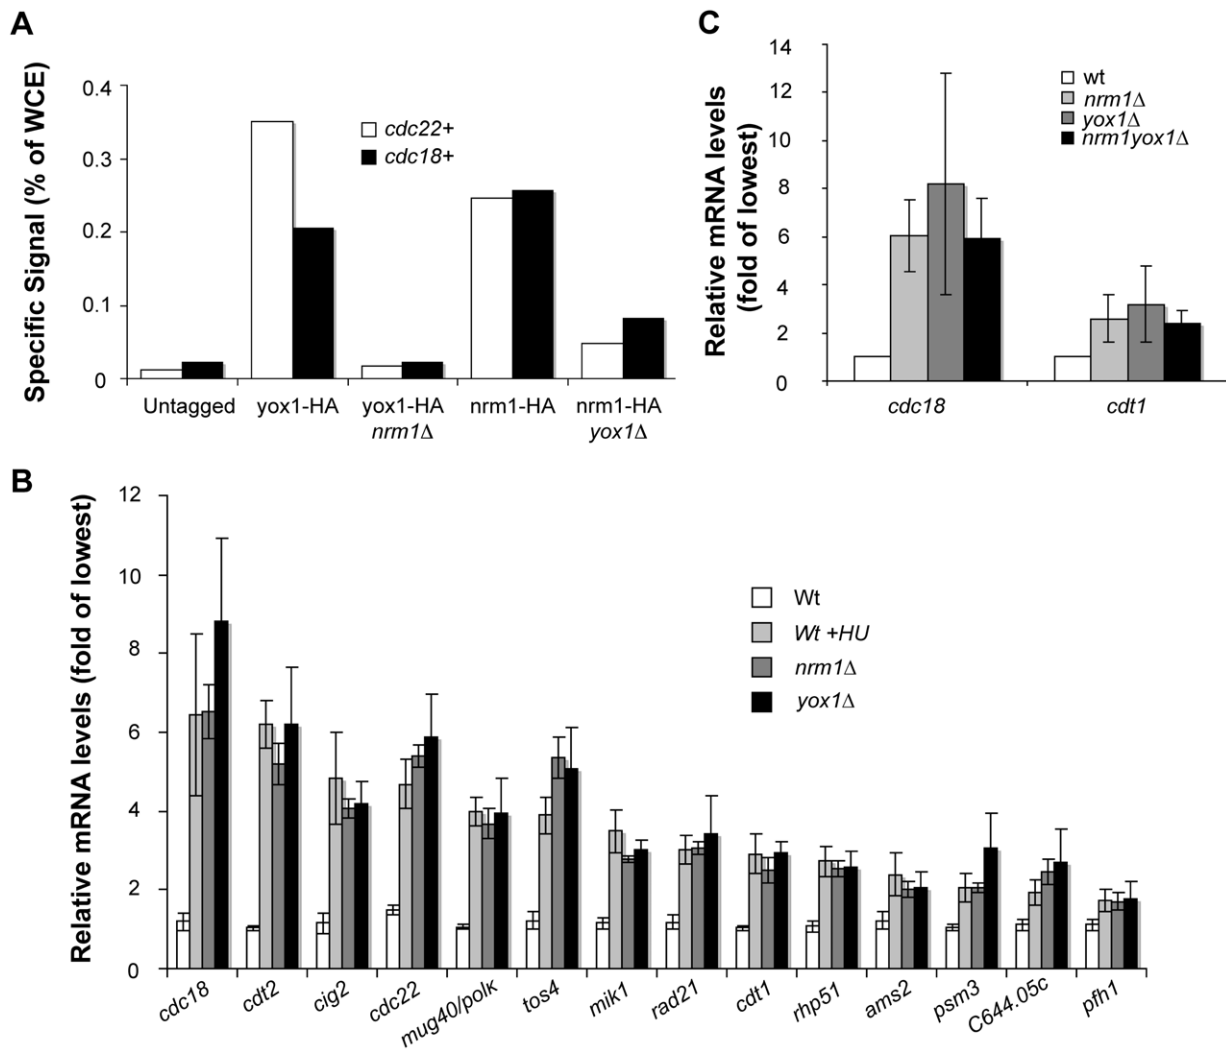 A
Specific Signal (% of WCE)
0.4
0.3
0.2
0.1
0
cdc22+
cdc18+
Untagged
yox1-HA
yox1-HA
nrm1Δ
nrm1-HA
nrm1-HA
yox1Δ
C
Relative mRNA levels
(fold of lowest)
14
12
10
8
6
4
2
0
wt
nrm1Δ
yox1Δ
nrm1yox1Δ
cdc18
cdt1
B
Relative mRNA levels (fold of lowest)
12
10
8
6
4
2
0
Wt
Wt +HU
nrm1Δ
yox1Δ
cdc18
cdt2
cig2
cdc22
mug40/polκ
tos4
mik1
rad21
cdt1
rhp51
ams2
psm3
C644.05c
pfh1